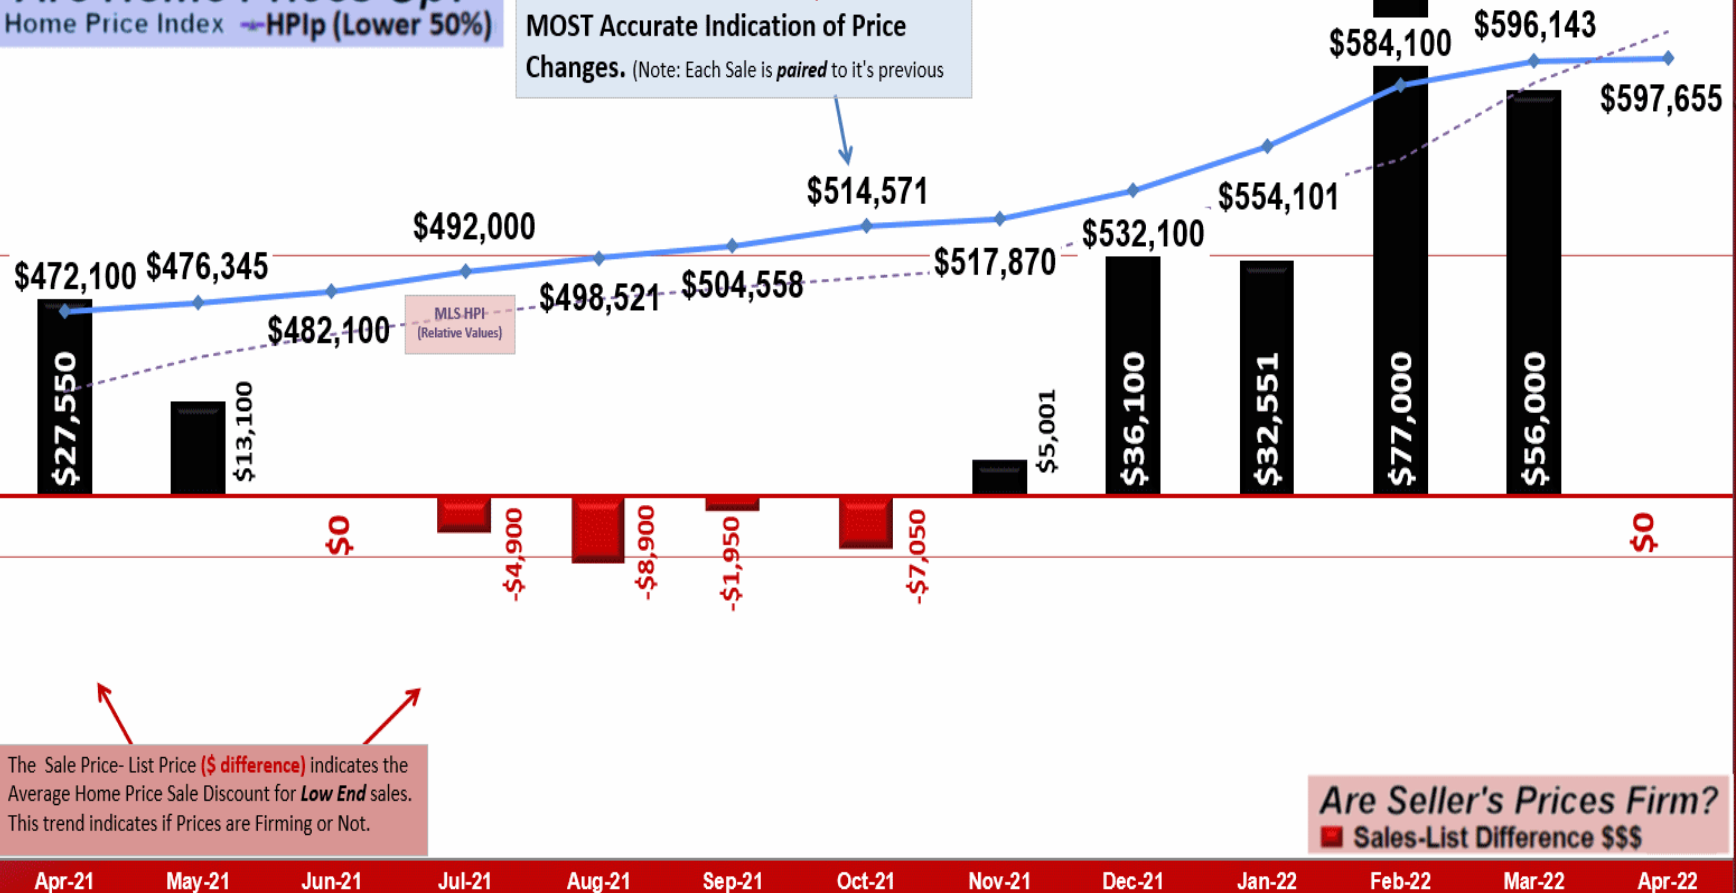 Are Home Prices Up?
Home Price Index HPIp (Lower 50%)
MOST Accurate Indication of Price
Changes. (Note: Each Sale is paired to it's previous
$472,100
$476,345
$482,100
$492,000
$498,521
$504,558
$514,571
$517,870
$532,100
$554,101
$584,100
$596,143
$597,655
MLS HPI
(Relative Values)
$27,550
$13,100
$0
-$4,900
-$8,900
-$1,950
-$7,050
$5,001
$36,100
$32,551
$77,000
$56,000
$0
The Sale Price- List Price ($ difference) indicates the
Average Home Price Sale Discount for Low End sales.
This trend indicates if Prices are Firming or Not.
Are Seller's Prices Firm?
Sales-List Difference $$$
Apr-21 May-21 Jun-21 Jul-21 Aug-21 Sep-21 Oct-21 Nov-21 Dec-21 Jan-22 Feb-22 Mar-22 Apr-22